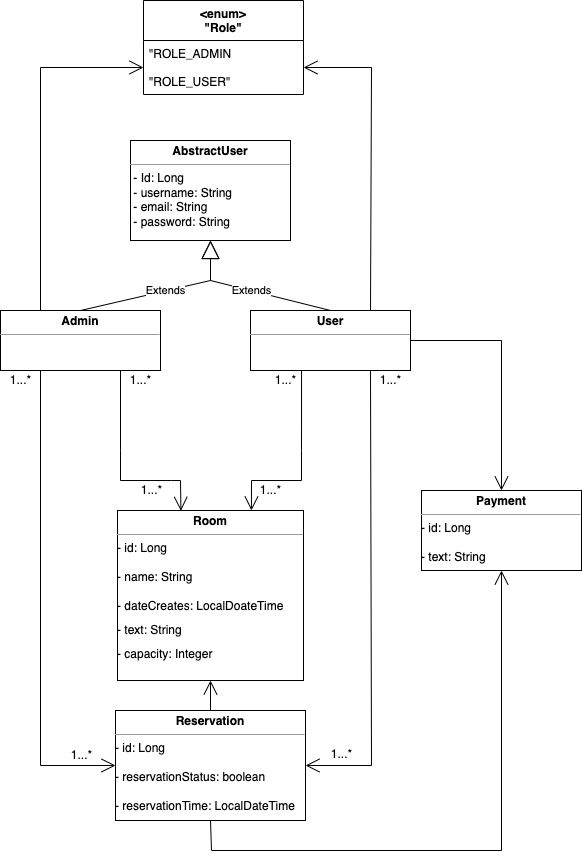 <enum>
"Role"
"ROLE_ADMIN
"ROLE_USER"
AbstractUser
- Id: Long
- username: String
- email: String
- password: String
Extends
Extends
Admin
User
1...*
1...*
1...*
1...*
1...*
1...*
Room
- id: Long
- name: String
- dateCreates: LocalDoateTime
- text: String
- capacity: Integer
Payment
- id: Long
- text: String
Reservation
- id: Long
- reservationStatus: boolean
- reservationTime: LocalDateTime
1...*
1...*